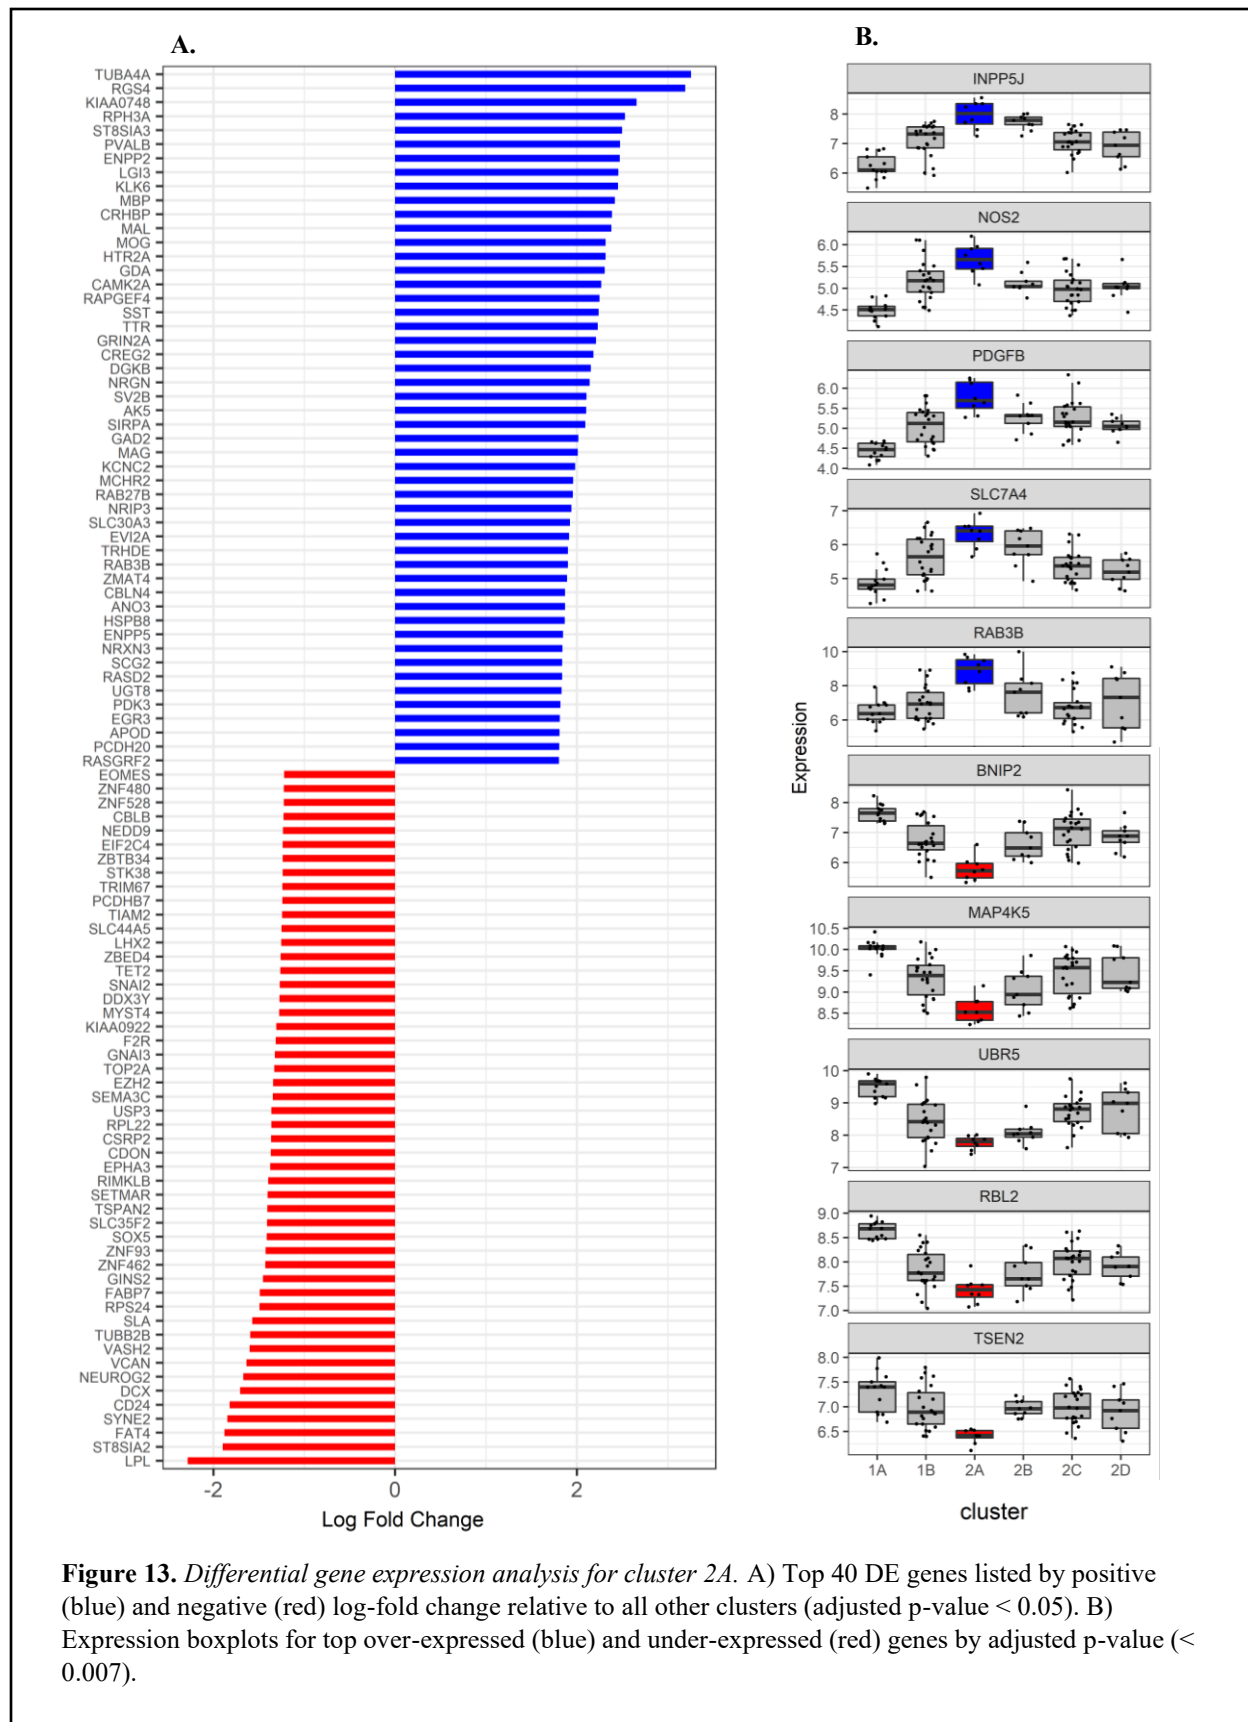 A.
TUBA4A
RGS4
KIAA0748
RPH3A
ST8SIA3
PVALB
ENPP2
LGI3
KLK6
MBP
CRHBP
MAL
MOG
HTR2A
GDA
CAMK2A
RAPGEF4
SST
TTR
GRIN2A
CREG2
DGKB
NRGN
SV2B
AK5
SIRPA
GAD2
MAG
KCNC2
MCHR2
RAB27B
NRIP3
SLC30A3
EVI2A
TRHDE
RAB3B
ZMAT4
CBLN4
ANO3
HSPB8
ENPP5
NRXN3
SCG2
RASD2
UGT8
PDK3
EGR3
APOD
PCDH20
RASGRF2
EOMES
ZNF480
ZNF528
CBLB
NEDD9
EIF2C4
ZBTB34
STK38
TRIM67
PCDHB7
TIAM2
SLC44A5
LHX2
ZBED4
TET2
SNAI2
DDX3Y
MYST4
KIAA0922
F2R
GNAI3
TOP2A
EZH2
SEMA3C
USP3
RPL22
CSRP2
CDON
EPHA3
RIMKLB
SETMAR
TSPAN2
SLC35F2
SOX5
ZNF93
ZNF462
GINS2
FABP7
RPS24
SLA
TUBB2B
VASH2
VCAN
NEUROG2
DCX
CD24
SYNE2
FAT4
ST8SIA2
LPL
-2 0 2
Log Fold Change
B.
Expression
INPP5J
8
7
6
NOS2
6.0
5.5
5.0
4.5
PDGFB
6.0
5.5
5.0
4.5
4.0
SLC7A4
7
6
5
RAB3B
10
8
6
BNIP2
8
7
6
MAP4K5
10.5
10.0
9.5
9.0
8.5
UBR5
10
9
8
7
RBL2
9.0
8.5
8.0
7.5
7.0
TSEN2
8.0
7.5
7.0
6.5
1A 1B 2A 2B 2C 2D
cluster
Figure 13. Differential gene expression analysis for cluster 2A. A) Top 40 DE genes listed by positive
(blue) and negative (red) log-fold change relative to all other clusters (adjusted p-value < 0.05). B)
Expression boxplots for top over-expressed (blue) and under-expressed (red) genes by adjusted p-value (<
0.007).